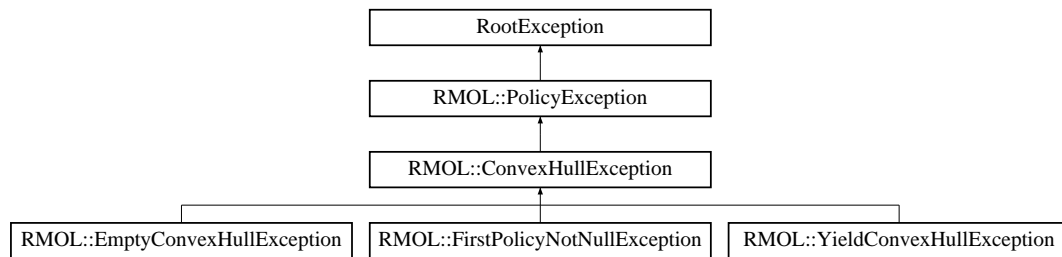 RootException
RMOL::PolicyException
RMOL::ConvexHullException
RMOL::EmptyConvexHullException
RMOL::FirstPolicyNotNullException
RMOL::YieldConvexHullException